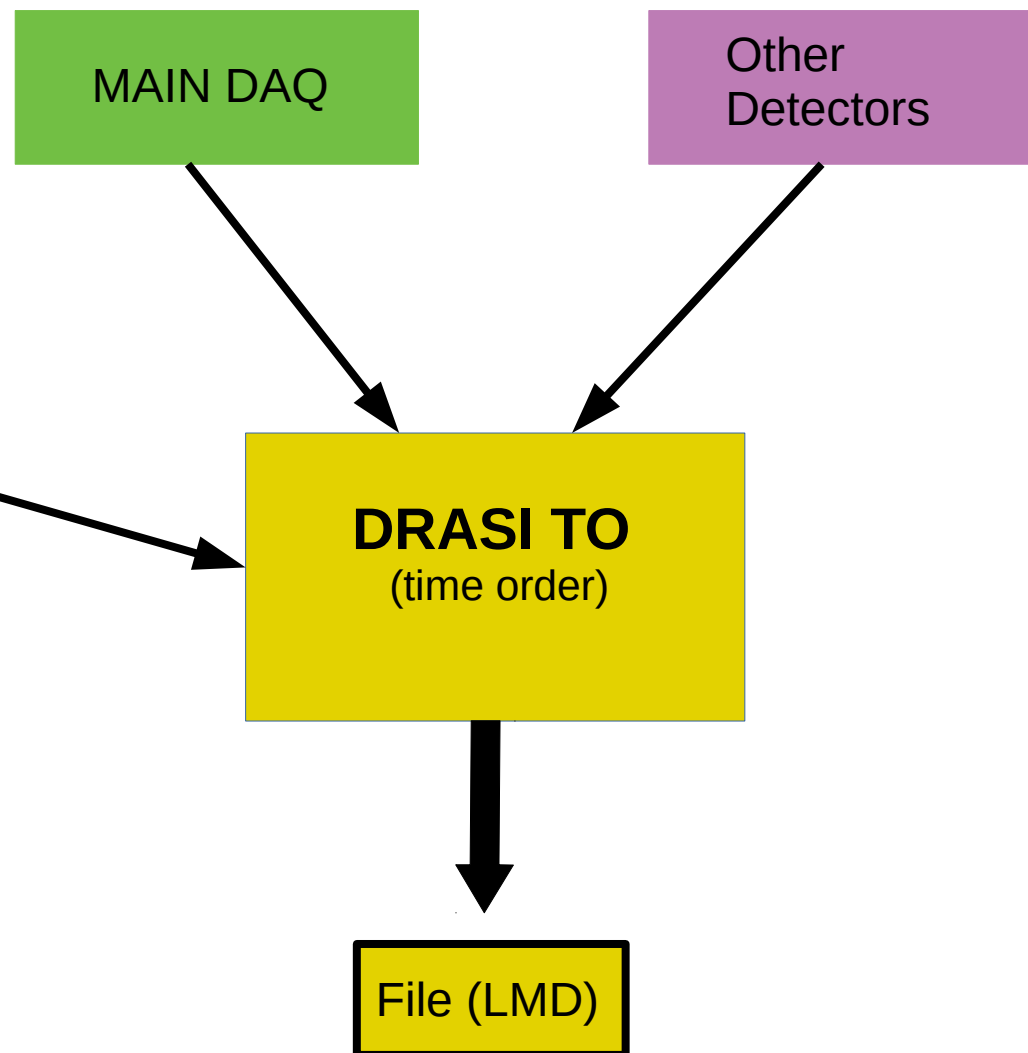 MAIN DAQ
Other
Detectors
DRASI TO
(time order)
File (LMD)